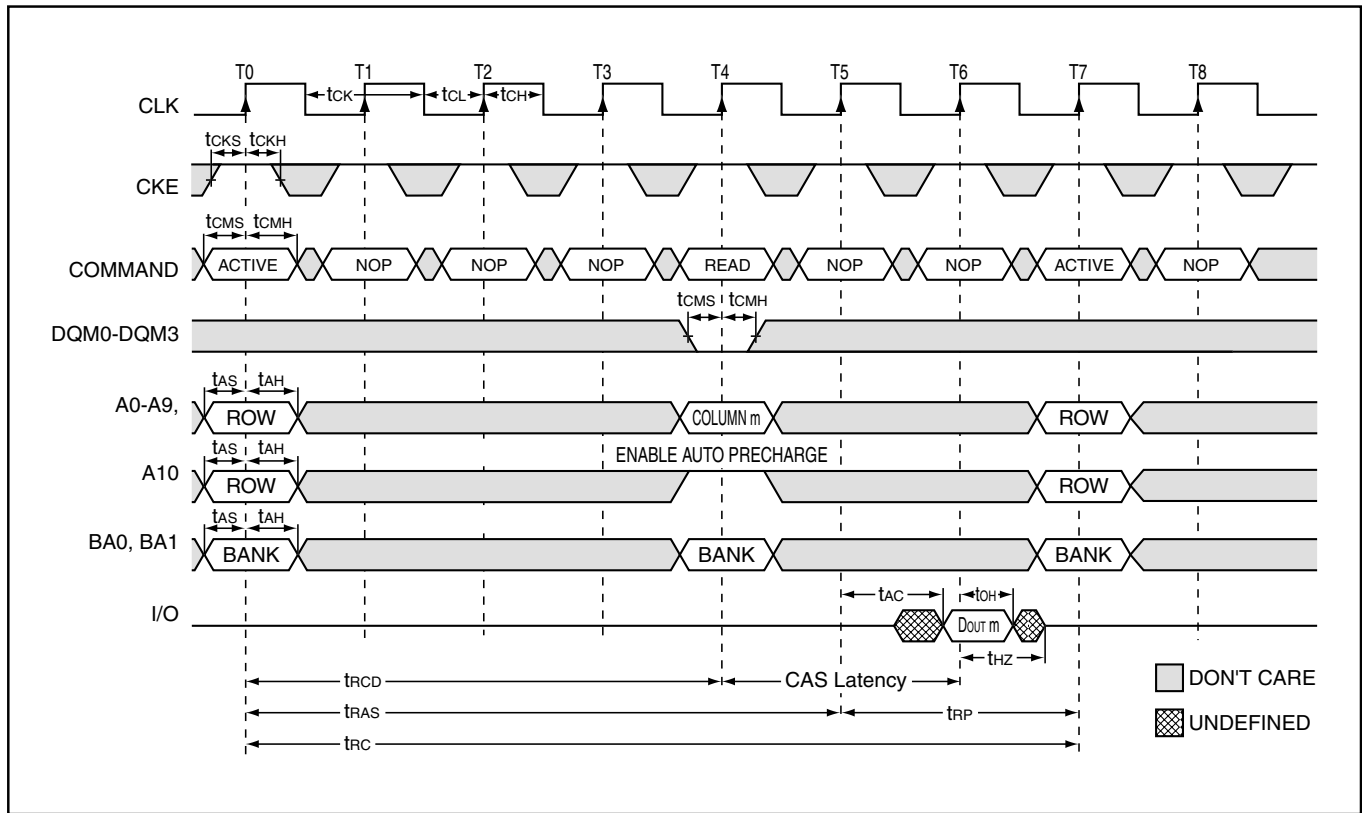 T0 T1 T2 T3 T4 T5 T6 T7 T8
CLK
tCK tCL tCH
tCKS tCKH
CKE
tCMS tCMH
COMMAND ACTIVE NOP NOP NOP READ NOP NOP ACTIVE NOP
tCMS tCMH
DQM0-DQM3
tAS tAH
A0-A9, ROW COLUMN m ROW
tAS tAH ENABLE AUTO PRECHARGE
A10 ROW ROW
tAS tAH
BA0, BA1 BANK BANK BANK
tAC tOH
I/O DOUT m
tHZ
tRCD CAS Latency
DON'T CARE
tRAS tRP
UNDEFINED
tRC